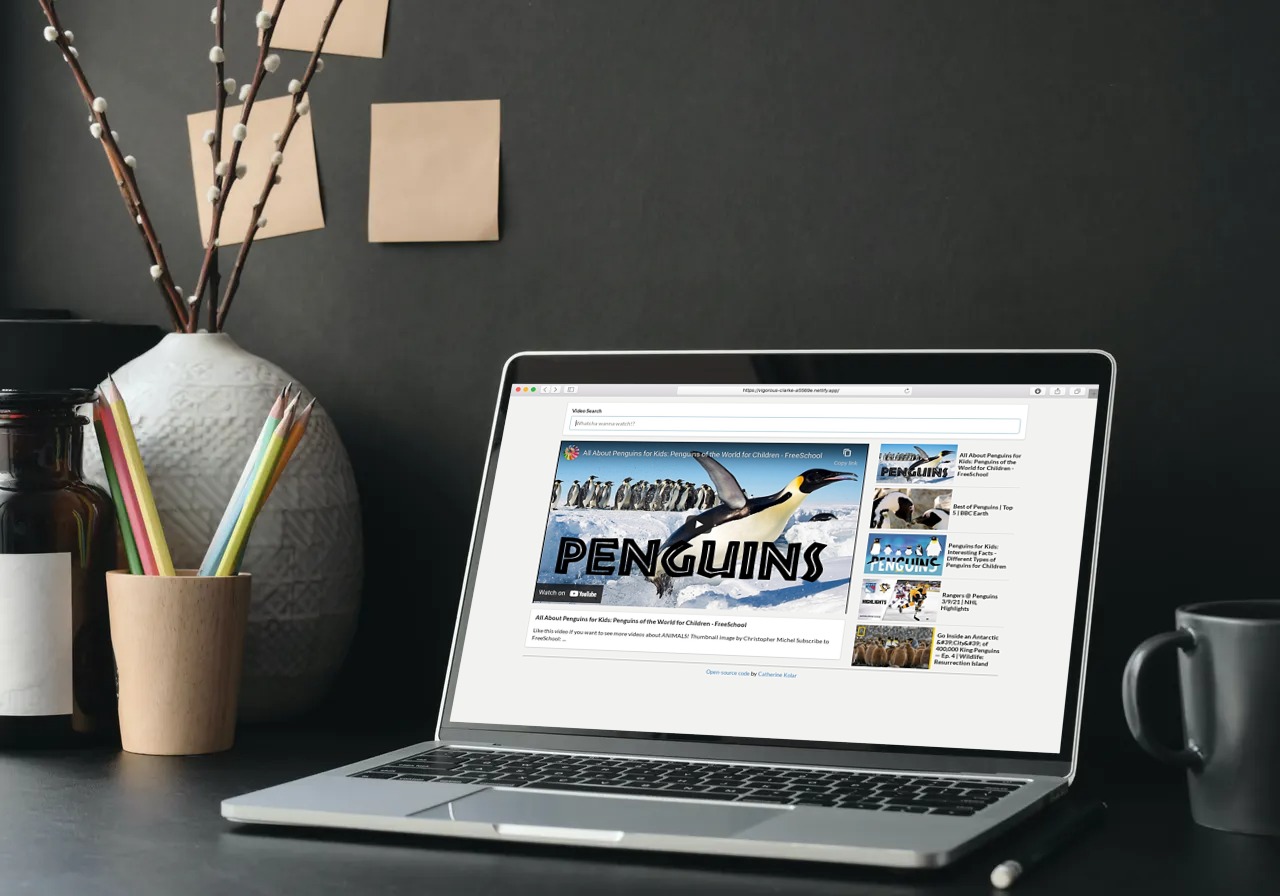 https://vigorous-clarke-a5989e.netlify.app/
Video Search
Whatcha wanna watch!?
All About Penguins for Kids: Penguins of the World for Children - FreeSchool
Copy link
PENGUINS
Watch on YouTube
All About Penguins for Kids: Penguins of the World for Children - FreeSchool
Like this video if you want to see more videos about ANIMALS! Thumbnail image by Christopher Michel Subscribe to
FreeSchool: ...
PENGUINS
All About Penguins for
Kids: Penguins of the
World for Children -
FreeSchool
Best of Penguins | Top
5 | BBC Earth
PENGUINS
Penguins for Kids:
Interesting Facts -
Different Types of
Penguins for Children
HIGHLIGHTS
Rangers @ Penguins
3/9/21 | NHL
Highlights
Go Inside an Antarctic
&#39;City&#39; of
400,000 King Penguins
— Ep. 4 | Wildlife:
Resurrection Island
Open source code by Catherine Kolar